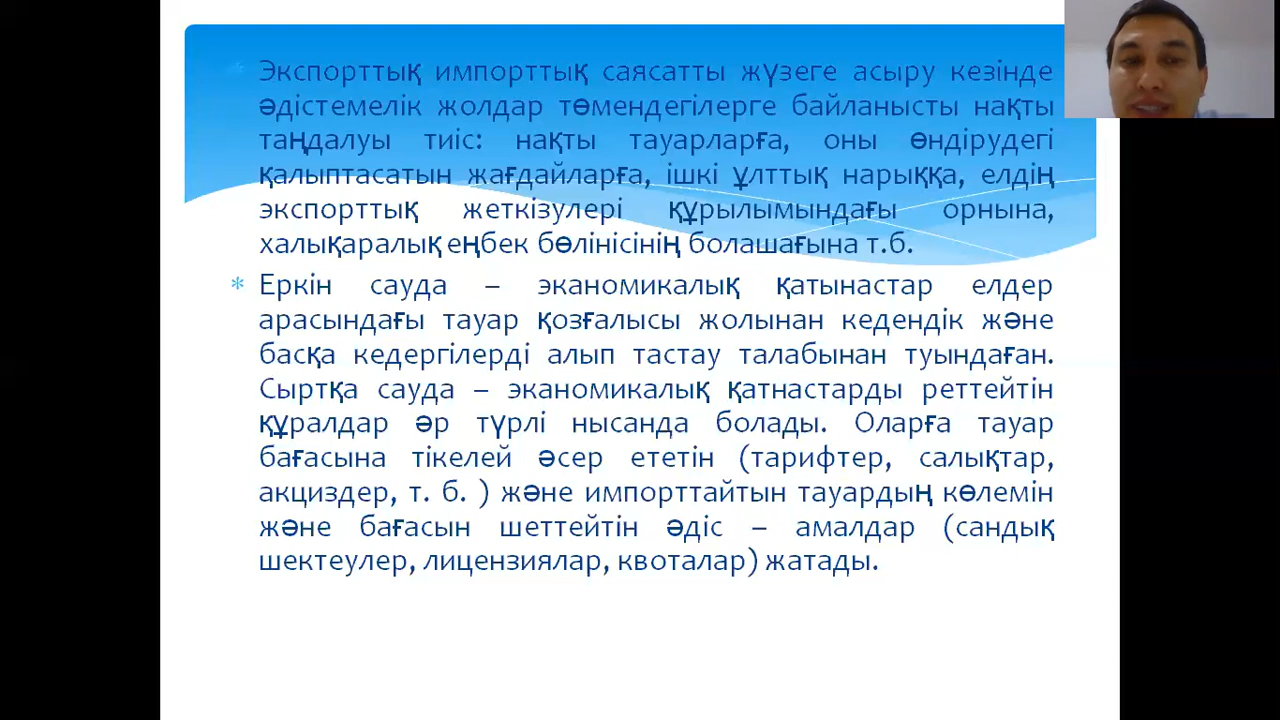 Экспорттық импорттық саясатты жүзеге асыру кезінде
әдістемелік жолдар төмендегілерге байланысты нақты
таңдалуы тиіс: нақты тауарларға, оны өндірудегі
қалыптасатын жағдайларға, ішкі ұлттық нарыққа, елдің
экспорттық жеткізулері құрылымындағы орнына,
халықаралық еңбек бөлінісінің болашағына т.б.
* Еркін сауда – эканомикалық қатынастар елдер
арасындағы тауар қозғалысы жолынан кедендік және
басқа кедергілерді алып тастау талабынан туындаған.
Сыртқа сауда – эканомикалық қатнастарды реттейтін
құралдар әр түрлі нысанда болады. Оларға тауар
бағасына тікелей әсер ететін (тарифтер, салықтар,
акциздер, т. б. ) және импорттайтын тауардың көлемін
және бағасын шеттейтін әдіс – амалдар (сандық
шектеулер, лицензиялар, квоталар) жатады.